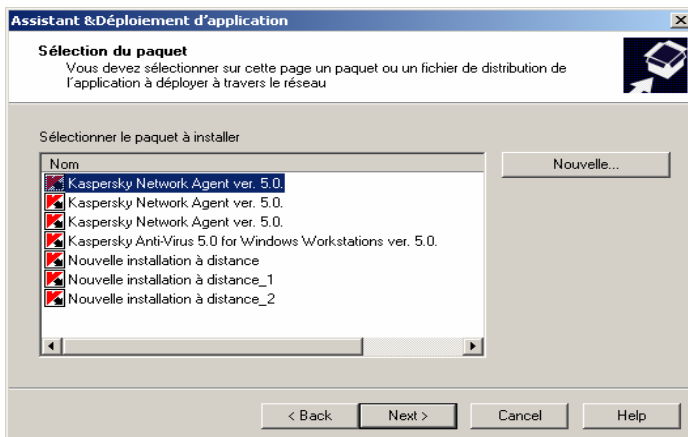 Assistant &Déploiement d'application
Sélection du paquet
Vous devez sélectionner sur cette page un paquet ou un fichier de distribution de
l'application à déployer à travers le réseau
Sélectionner le paquet à installer
Nom
Nouvelle...
Kaspersky Network Agent ver. 5.0.
Kaspersky Network Agent ver. 5.0.
Kaspersky Network Agent ver. 5.0.
Kaspersky Anti-Virus 5.0 for Windows Workstations ver. 5.0.
Nouvelle installation à distance
Nouvelle installation à distance_1
Nouvelle installation à distance_2
< Back
Next >
Cancel
Help